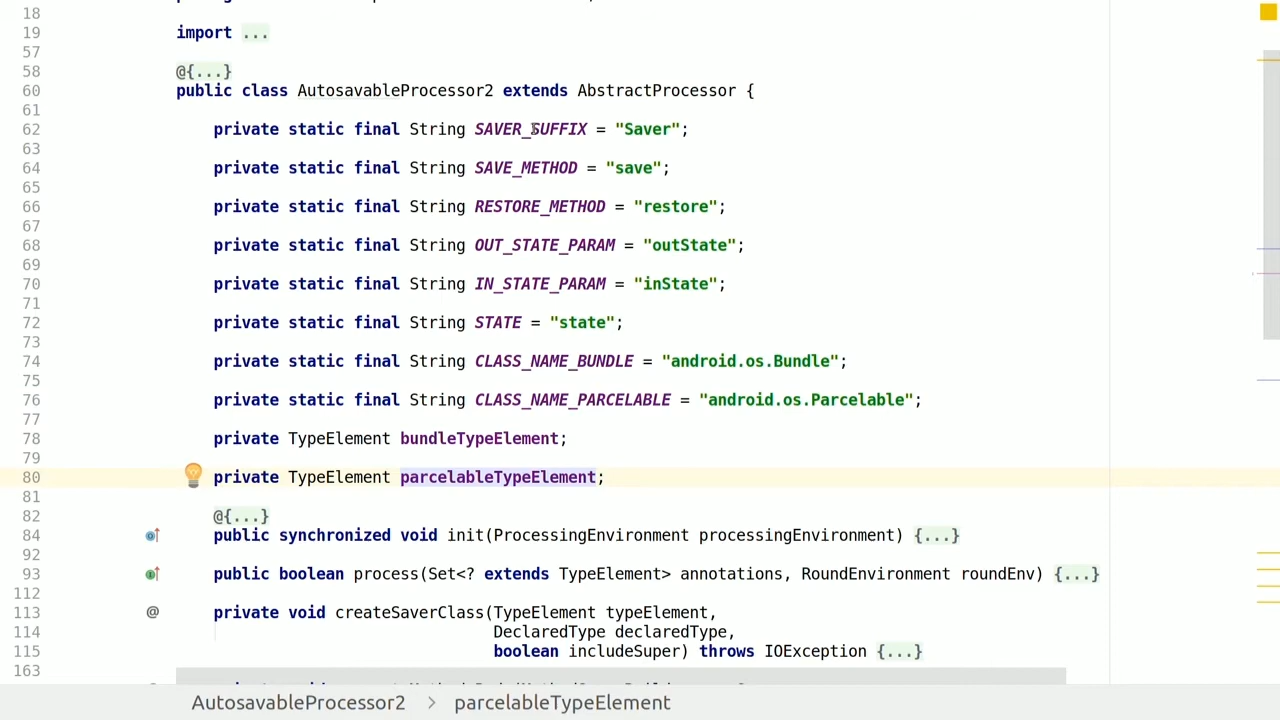 18
19 import ...
57
58 @{...}
60 public class AutosavableProcessor2 extends AbstractProcessor {
61
62 private static final String SAVER_SUFFIX = "Saver";
63
64 private static final String SAVE_METHOD = "save";
65
66 private static final String RESTORE_METHOD = "restore";
67
68 private static final String OUT_STATE_PARAM = "outState";
69
70 private static final String IN_STATE_PARAM = "inState";
71
72 private static final String STATE = "state";
73
74 private static final String CLASS_NAME_BUNDLE = "android.os.Bundle";
75
76 private static final String CLASS_NAME_PARCELABLE = "android.os.Parcelable";
77
78 private TypeElement bundleTypeElement;
79
80 private TypeElement parcelableTypeElement;
81
82 @{...}
84 public synchronized void init(ProcessingEnvironment processingEnvironment) {...}
92
93 public boolean process(Set<? extends TypeElement> annotations, RoundEnvironment roundEnv) {...}
112
113 @ private void createSaverClass(TypeElement typeElement,
114 DeclaredType declaredType,
115 boolean includeSuper) throws IOException {...}
163
AutosavableProcessor2 > parcelableTypeElement